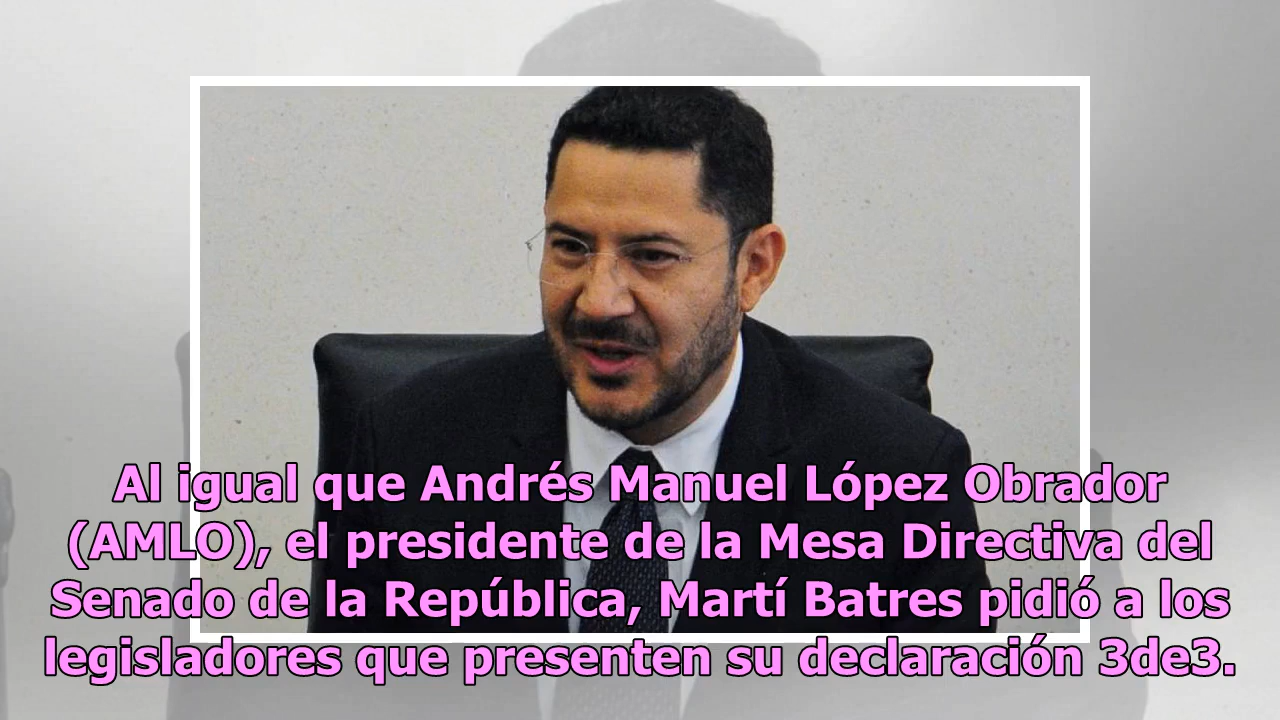 Al igual que Andrés Manuel López Obrador
(AMLO), el presidente de la Mesa Directiva del
Senado de la República, Martí Batres pidió a los
legisladores que presenten su declaración 3de3.